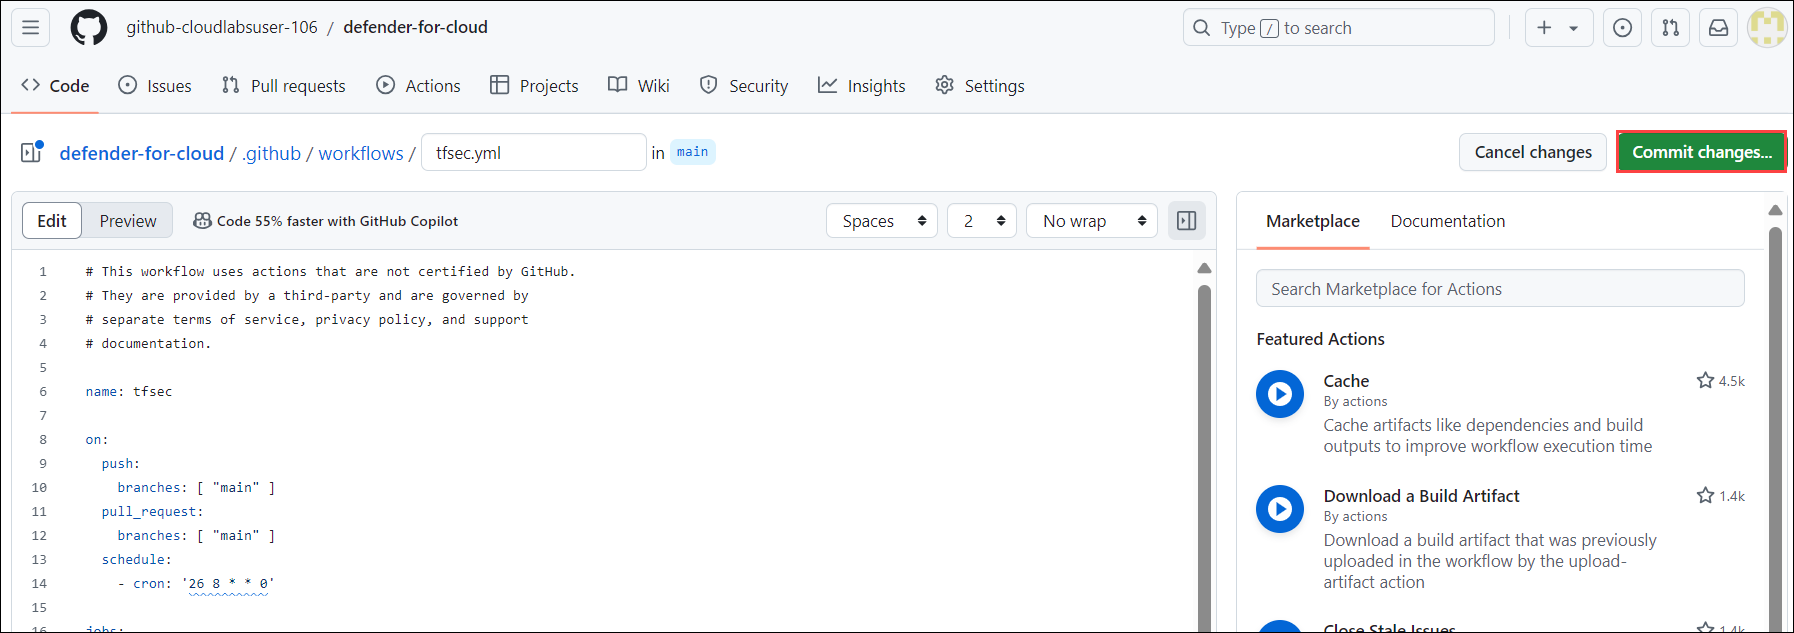 github-cloudlabsuser-106 / defender-for-cloud
Type / to search
Code Issues Pull requests Actions Projects Wiki Security Insights Settings
defender-for-cloud / .github / workflows / tfsec.yml in main
Cancel changes Commit changes...
Edit Preview Code 55% faster with GitHub Copilot Spaces 2 No wrap
1 # This workflow uses actions that are not certified by GitHub.
2 # They are provided by a third-party and are governed by
3 # separate terms of service, privacy policy, and support
4 # documentation.
5
6 name: tfsec
7
8 on:
9 push:
10 branches: [ "main" ]
11 pull_request:
12 branches: [ "main" ]
13 schedule:
14 - cron: '26 8 * * 0'
15
16 jobs:
Marketplace Documentation
Search Marketplace for Actions
Featured Actions
Cache 4.5k
By actions
Cache artifacts like dependencies and build
outputs to improve workflow execution time
Download a Build Artifact 1.4k
By actions
Download a build artifact that was previously
uploaded in the workflow by the upload-
artifact action
Close Stale Issues 1.4k